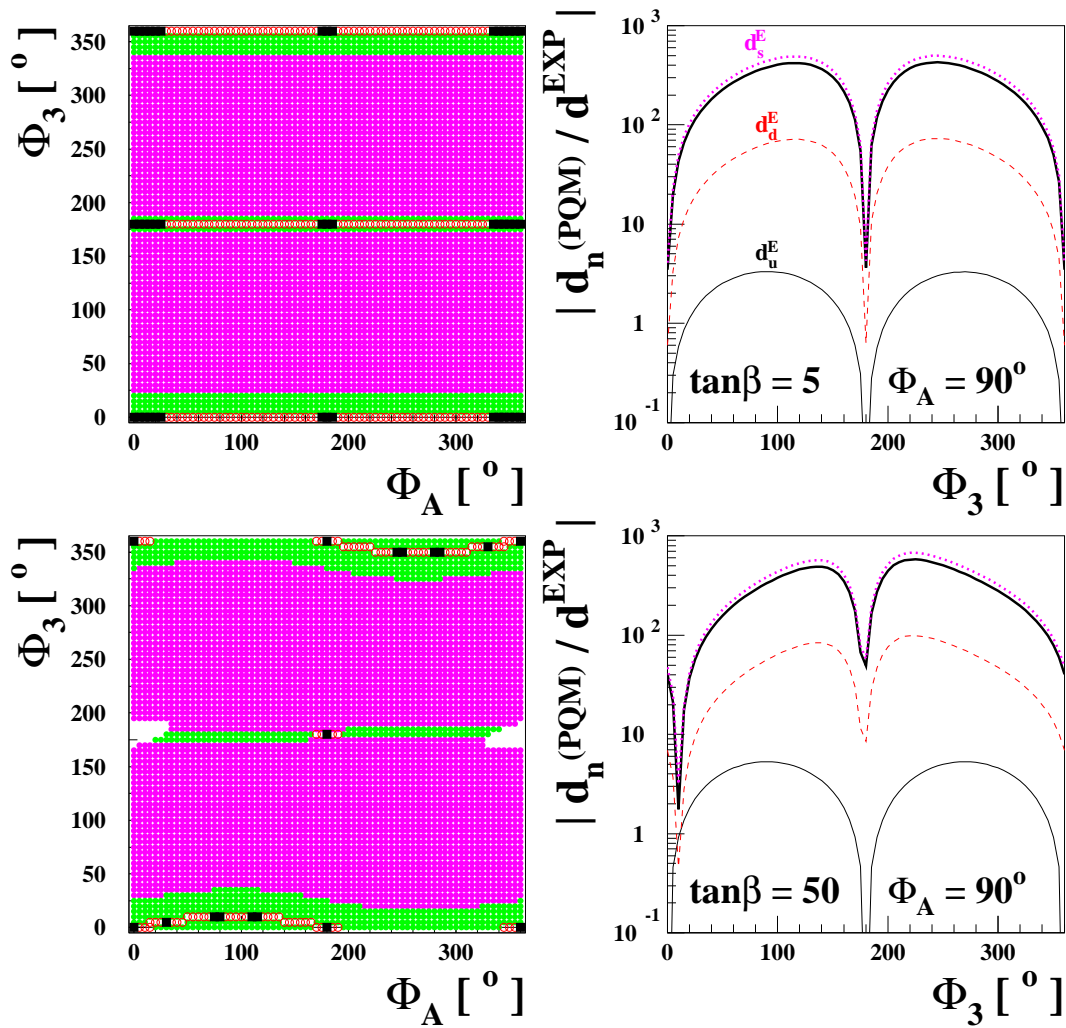 Φ3 [ o ]
350
300
250
200
150
100
50
0
0 100 200 300
ΦA [ o ]
| dn(PQM) / dEXP |
10 3
10 2
10
1
10 -1
dsE
ddE
duE
tanβ = 5 ΦA = 90o
0 100 200 300
Φ3 [ o ]
Φ3 [ o ]
350
300
250
200
150
100
50
0
0 100 200 300
ΦA [ o ]
| dn(PQM) / dEXP |
10 3
10 2
10
1
10 -1
tanβ = 50 ΦA = 90o
0 100 200 300
Φ3 [ o ]